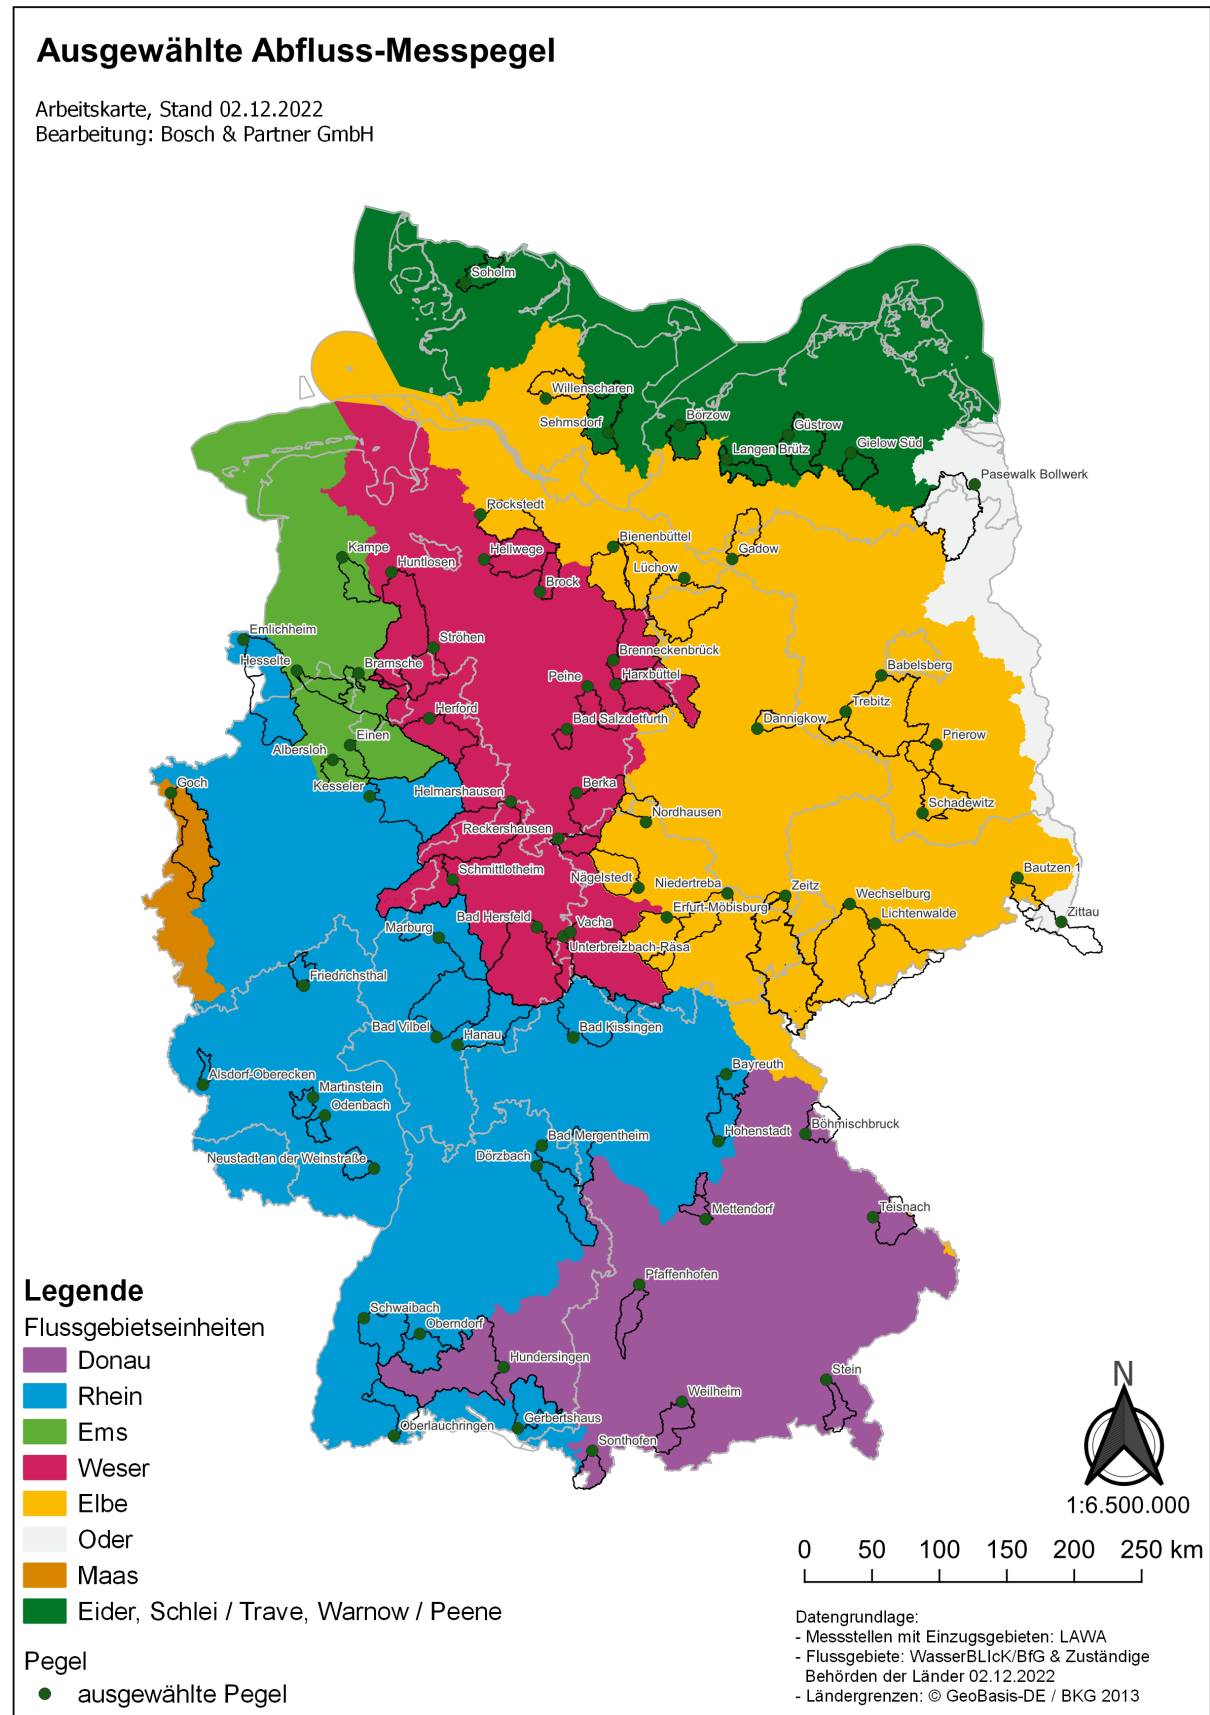 Ausgewählte Abfluss-Messpegel
Arbeitskarte, Stand 02.12.2022
Bearbeitung: Bosch & Partner GmbH
Soholm
Willenscharen
Sehmsdorf
Börzow
Güstrow
Langen Brütz
Gielow Süd
Pasewalk Bollwerk
Rockstedt
Bienenbüttel
Gadow
Kampe
Huntlosen
Hellwege
Lüchow
Brock
Emlichheim
Hesselte
Bramsche
Ströhen
Brenneckenbrück
Peine
Harxbüttel
Babelsberg
Herford
Bad Salzdetfurth
Dannigkow
Trebitz
Prierow
Einen
Albersloh
Goch
Kesseler
Helmarshausen
Berka
Nordhausen
Schadewitz
Reckershausen
Schmittlotheim
Nägelstedt
Niedertreba
Zeitz
Wechselburg
Bautzen 1
Bad Hersfeld
Vacha
Erfurt-Möbisburg
Lichtenwalde
Zittau
Marburg
Unterbreizbach-Räsa
Friedrichsthal
Bad Vilbel
Hanau
Bad Kissingen
Alsdorf-Oberecken
Martinstein
Odenbach
Bayreuth
Böhmischbruck
Hohenstadt
Bad Mergentheim
Dörzbach
Neustadt an der Weinstraße
Mettendorf
Teisnach
Pfaffenhofen
Schwaibach
Oberndorf
Hundersingen
Stein
Weilheim
Gerbertshaus
Oberlauchringen
Sonthofen
Legende
Flussgebietseinheiten
Donau
Rhein
Ems
Weser
Elbe
Oder
Maas
Eider, Schlei / Trave, Warnow / Peene
Pegel
ausgewählte Pegel
N
1:6.500.000
0 50 100 150 200 250 km
Datengrundlage:
- Messstellen mit Einzugsgebieten: LAWA
- Flussgebiete: WasserBLIcK/BfG & Zuständige
Behörden der Länder 02.12.2022
- Ländergrenzen: © GeoBasis-DE / BKG 2013